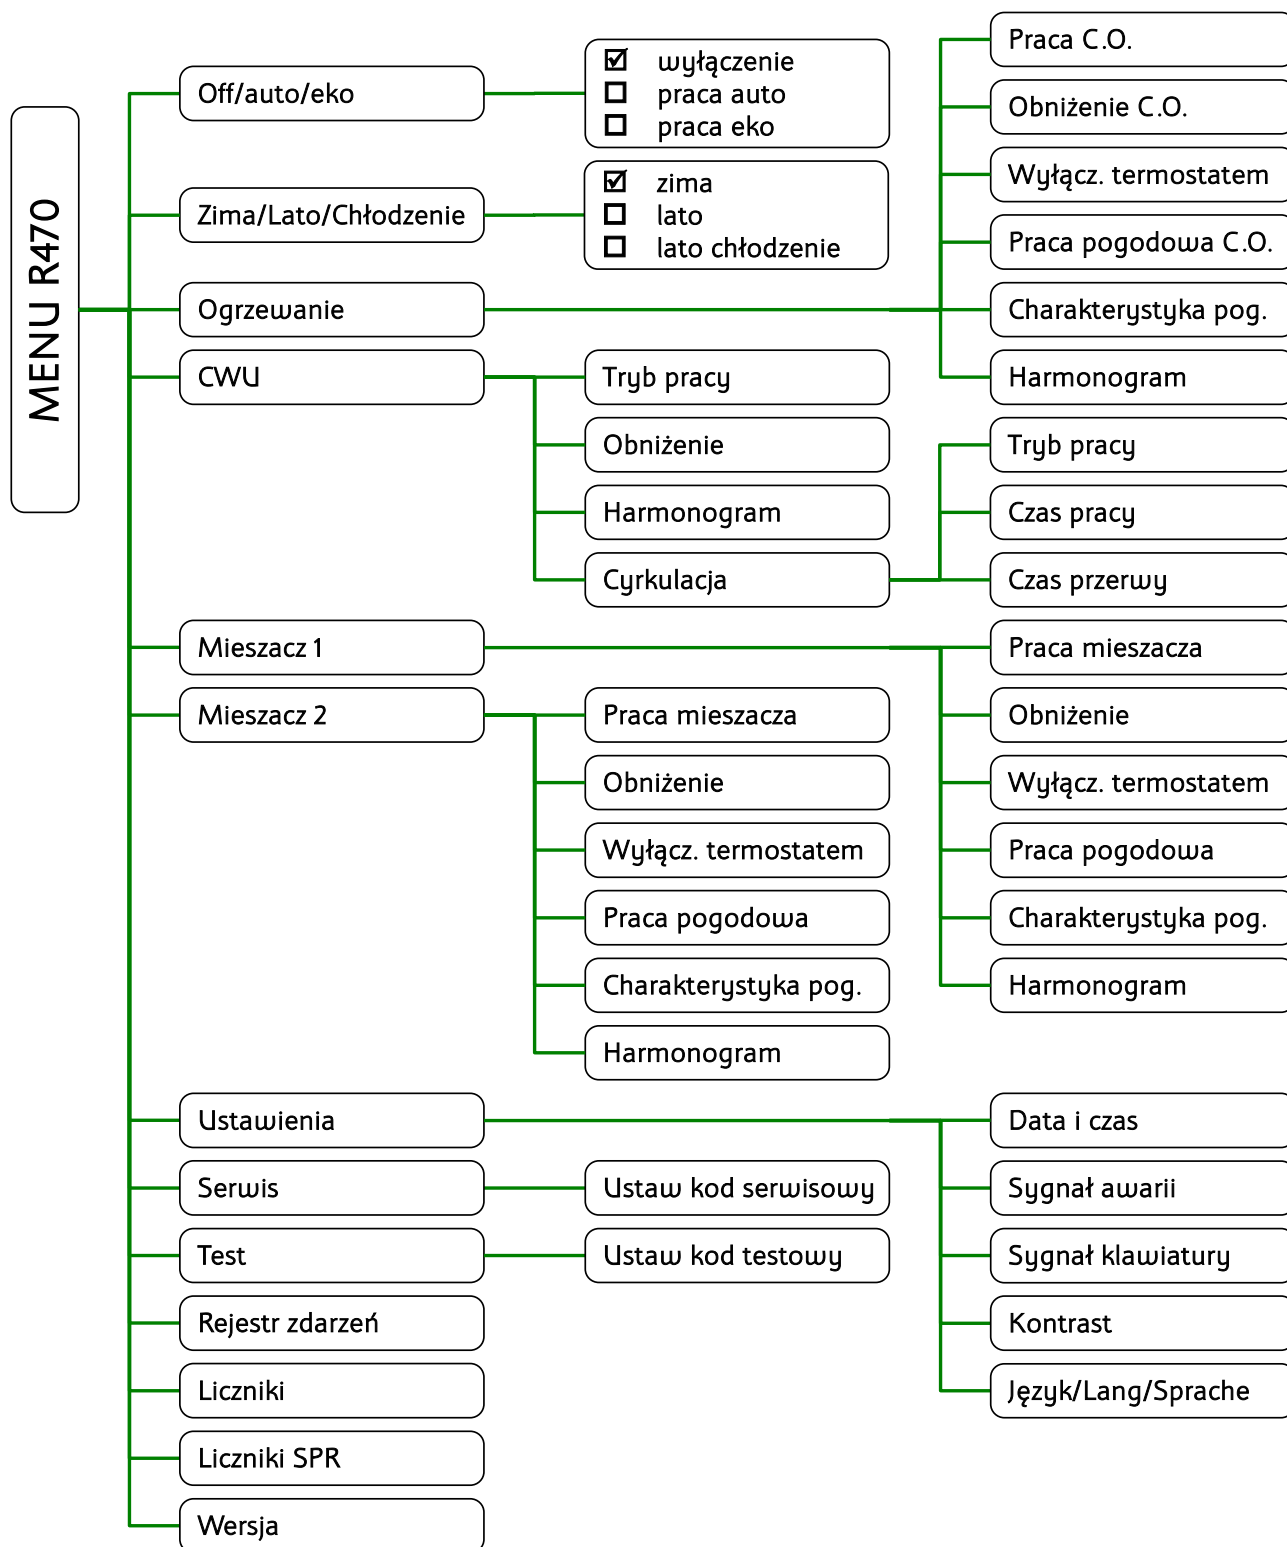 MENU R470
Off/auto/eko
wyłączenie
praca auto
praca eko
Zima/Lato/Chłodzenie
zima
lato
lato chłodzenie
Ogrzewanie
Praca C.O.
Obniżenie C.O.
Wyłącz. termostatem
Praca pogodowa C.O.
Charakterystyka pog.
Harmonogram
CWU
Tryb pracy
Obniżenie
Harmonogram
Cyrkulacja
Tryb pracy
Czas pracy
Czas przerwy
Mieszacz 1
Praca mieszacza
Obniżenie
Wyłącz. termostatem
Praca pogodowa
Charakterystyka pog.
Harmonogram
Mieszacz 2
Praca mieszacza
Obniżenie
Wyłącz. termostatem
Praca pogodowa
Charakterystyka pog.
Harmonogram
Ustawienia
Data i czas
Sygnał awarii
Sygnał klawiatury
Kontrast
Język/Lang/Sprache
Serwis
Ustaw kod serwisowy
Test
Ustaw kod testowy
Rejestr zdarzeń
Liczniki
Liczniki SPR
Wersja